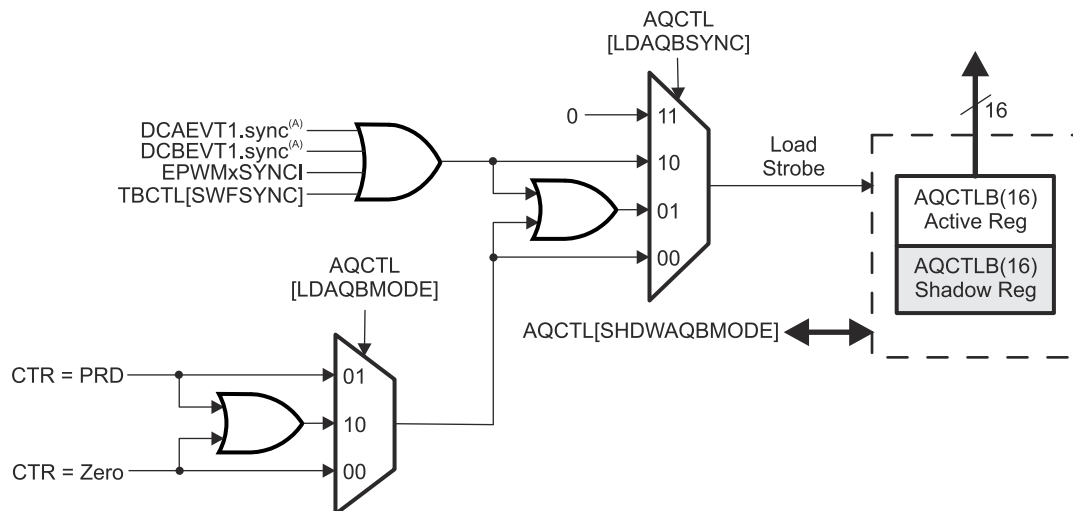 AQCTL
[LDAQBSYNC]
0
11
16
DCAEVT1.sync(A)
DCBEVT1.sync(A)
EPWMxSYNCI
TBCTL[SWFSYNC]
10
Load
Strobe
01
AQCTLB(16)
Active Reg
00
AQCTLB(16)
Shadow Reg
AQCTL
[LDAQBMODE]
AQCTL[SHDWAQBMODE]
CTR = PRD
01
10
CTR = Zero
00